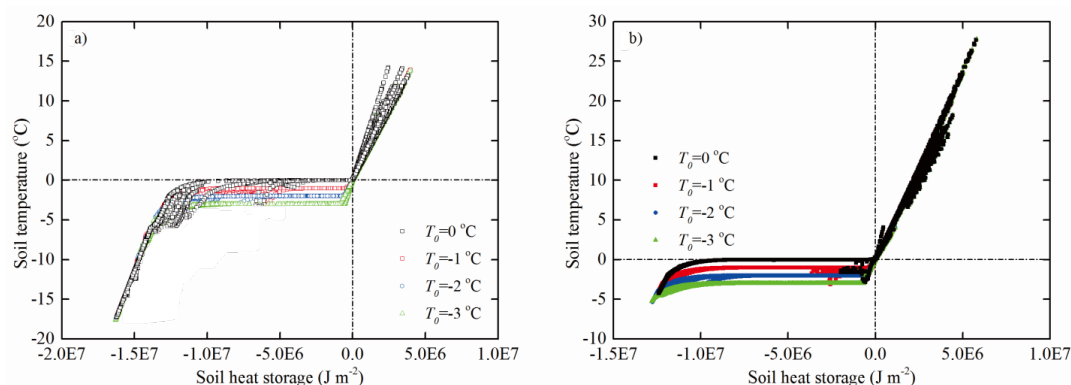 a)
20
15
10
5
0
-5
-10
-15
-20
Soil temperature (°C)
T₀=0 °C
T₀=-1 °C
T₀=-2 °C
T₀=-3 °C
-2.0E7 -1.5E7 -1.0E7 -5.0E6 0.0 5.0E6 1.0E7
Soil heat storage (J m⁻²)
b)
30
25
20
15
10
5
0
-5
-10
Soil temperature (°C)
T₀=0 °C
T₀=-1 °C
T₀=-2 °C
T₀=-3 °C
-1.5E7 -1.0E7 -5.0E6 0.0 5.0E6 1.0E7
Soil heat storage (J m⁻²)